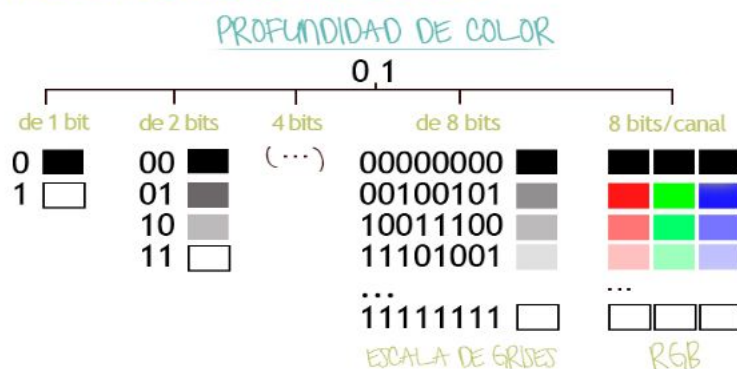 PROFUNDIDAD DE COLOR
0 1
de 1 bit de 2 bits 4 bits de 8 bits 8 bits/canal
0 00 (...) 00000000
1 01 00100101
10 10011100
11 11101001
... ...
11111111
ESCALA DE GRISES RGB